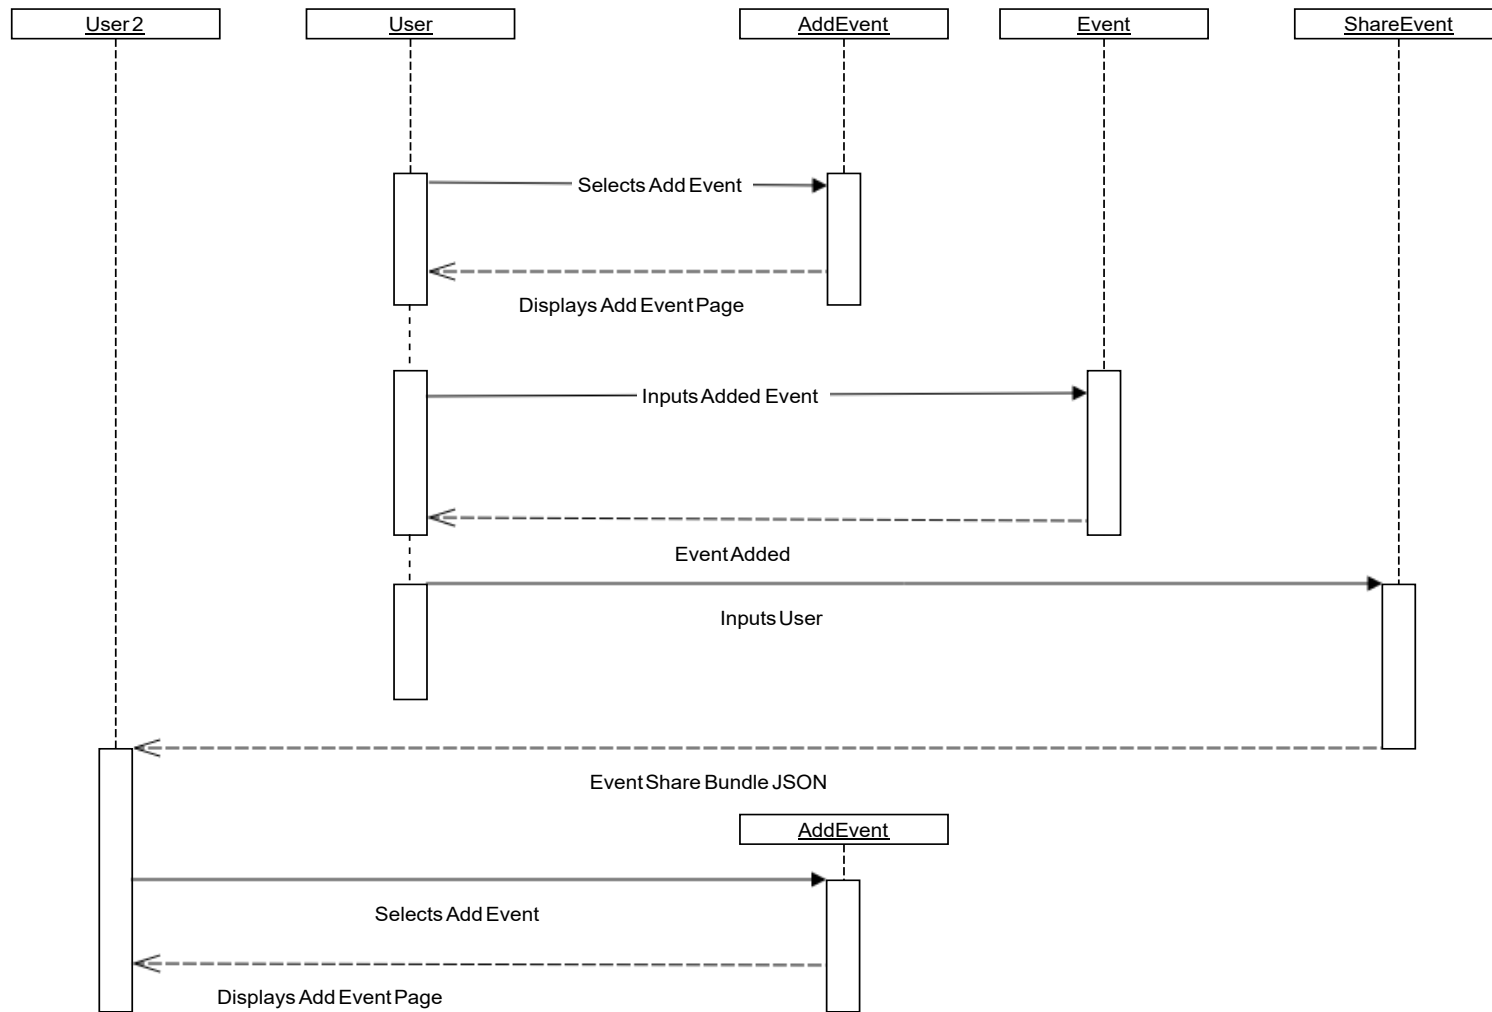 User 2
User
AddEvent
Event
ShareEvent
Selects Add Event
Displays Add Event Page
Inputs Added Event
Event Added
Inputs User
Event Share Bundle JSON
AddEvent
Selects Add Event
Displays Add Event Page